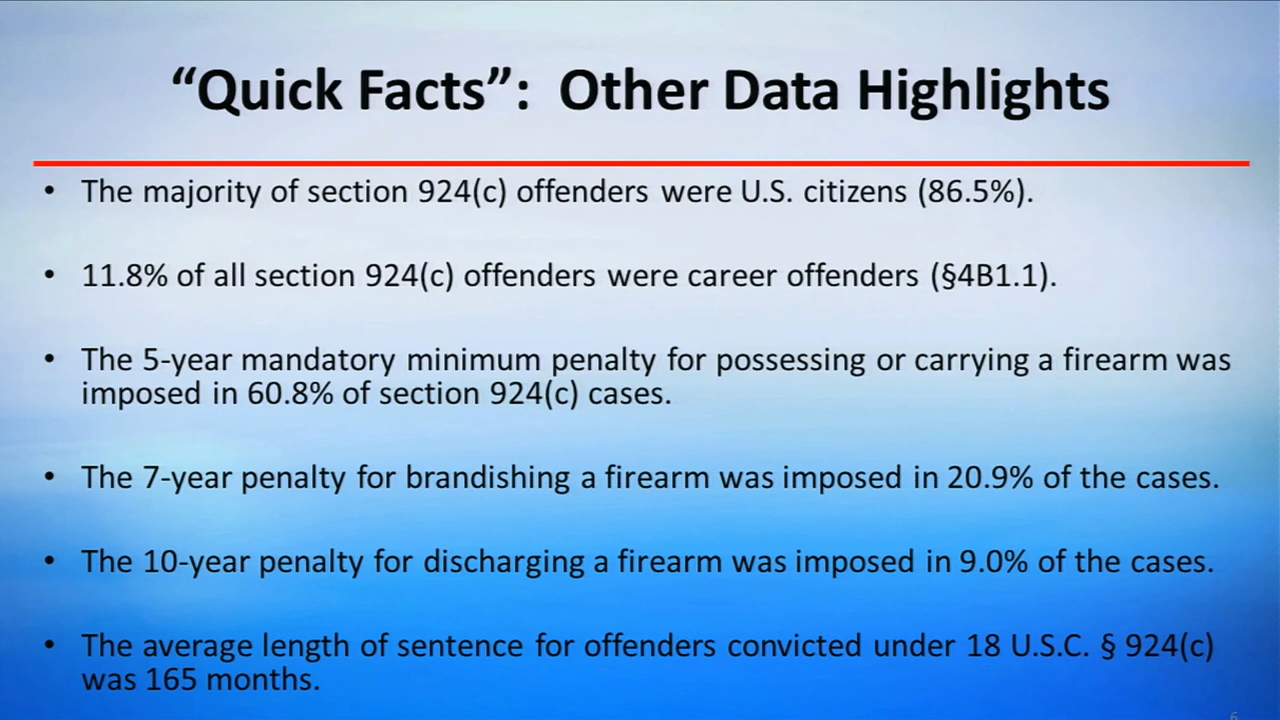 “Quick Facts”: Other Data Highlights
• The majority of section 924(c) offenders were U.S. citizens (86.5%).
• 11.8% of all section 924(c) offenders were career offenders (§4B1.1).
• The 5-year mandatory minimum penalty for possessing or carrying a firearm was
imposed in 60.8% of section 924(c) cases.
• The 7-year penalty for brandishing a firearm was imposed in 20.9% of the cases.
• The 10-year penalty for discharging a firearm was imposed in 9.0% of the cases.
• The average length of sentence for offenders convicted under 18 U.S.C. § 924(c)
was 165 months.
6